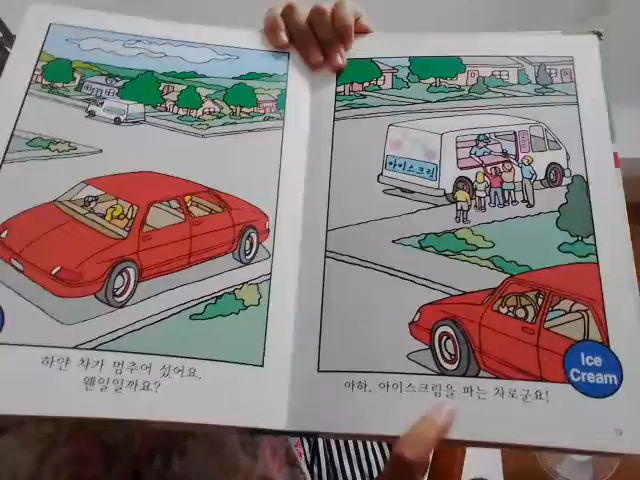 하얀 차가 멈추어 섰어요.
웬일일까요?
아이스크림
아하, 아이스크림을 파는 차로군요!
Ice
Cream